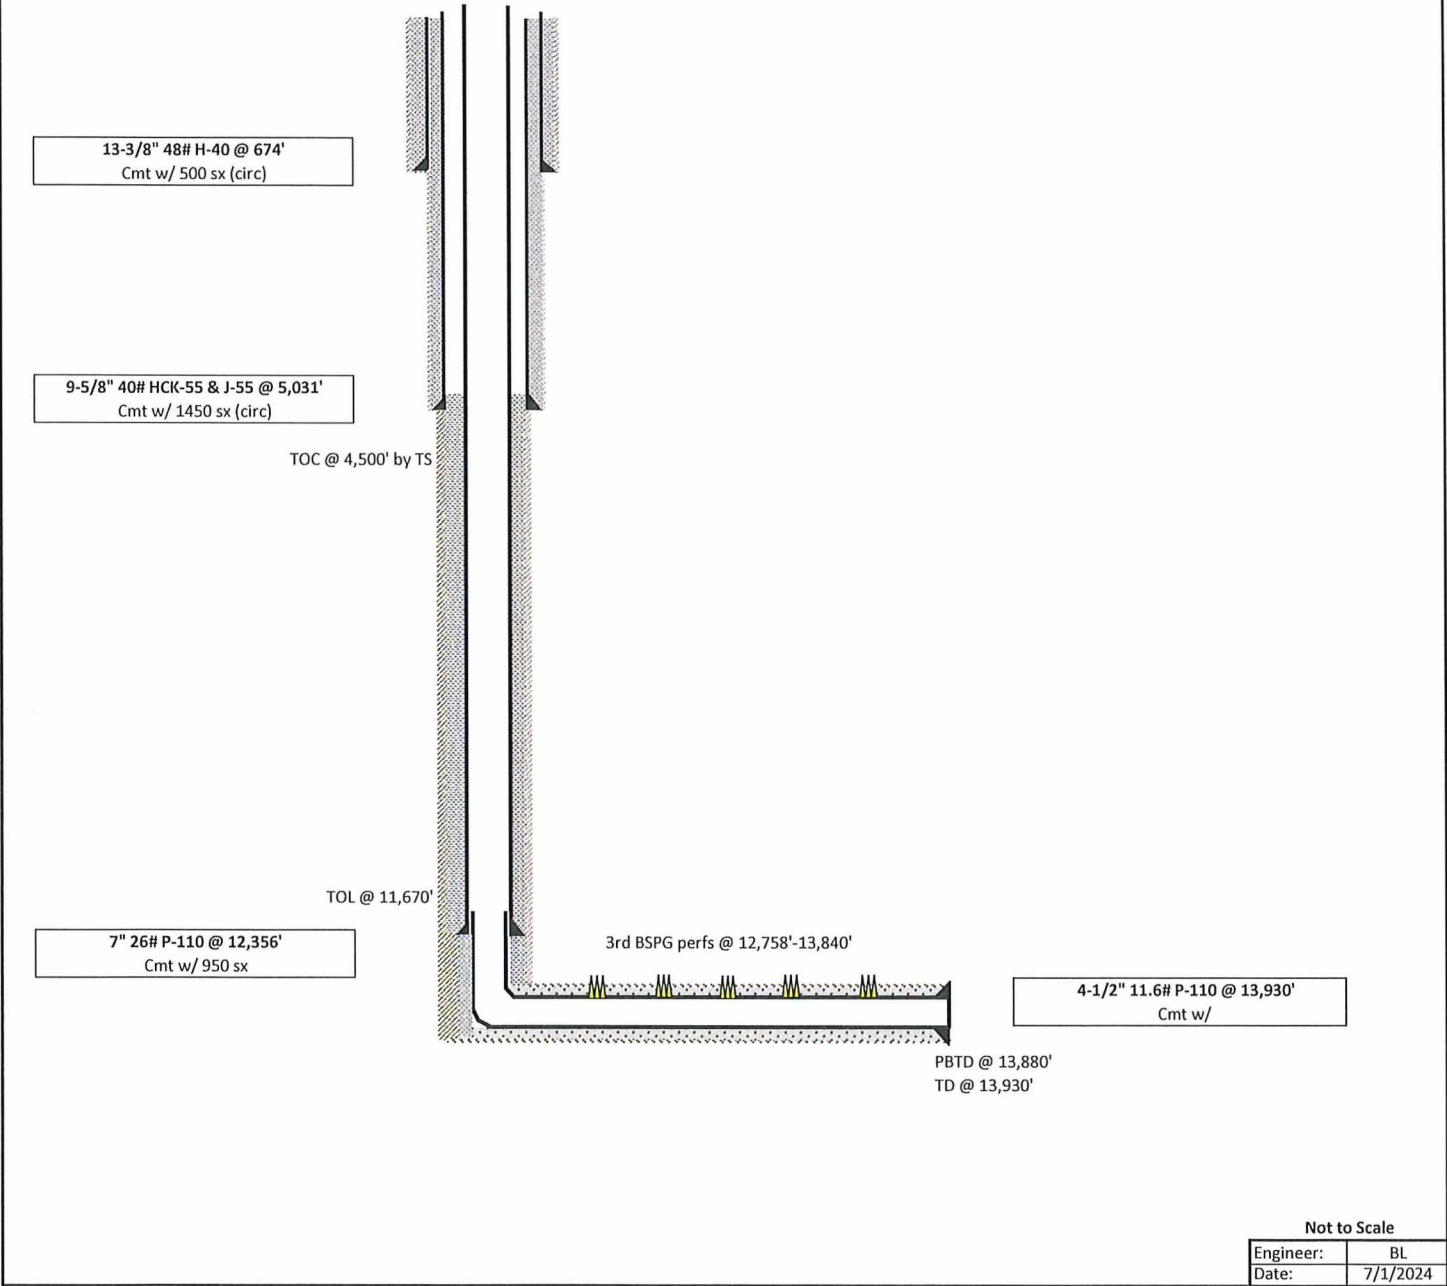 13-3/8" 48# H-40 @ 674'
Cmt w/ 500 sx (circ)
9-5/8" 40# HCK-55 & J-55 @ 5,031'
Cmt w/ 1450 sx (circ)
TOC @ 4,500' by TS
TOL @ 11,670'
7" 26# P-110 @ 12,356'
Cmt w/ 950 sx
3rd BSPG perfs @ 12,758'-13,840'
4-1/2" 11.6# P-110 @ 13,930'
Cmt w/
PBTD @ 13,880'
TD @ 13,930'
Not to Scale
Engineer: BL
Date: 7/1/2024